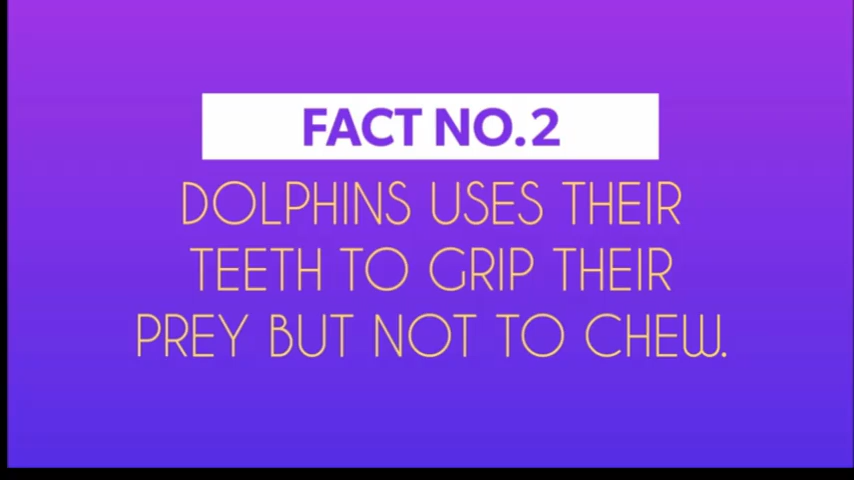 FACT NO.2
DOLPHINS USES THEIR
TEETH TO GRIP THEIR
PREY BUT NOT TO CHEW.